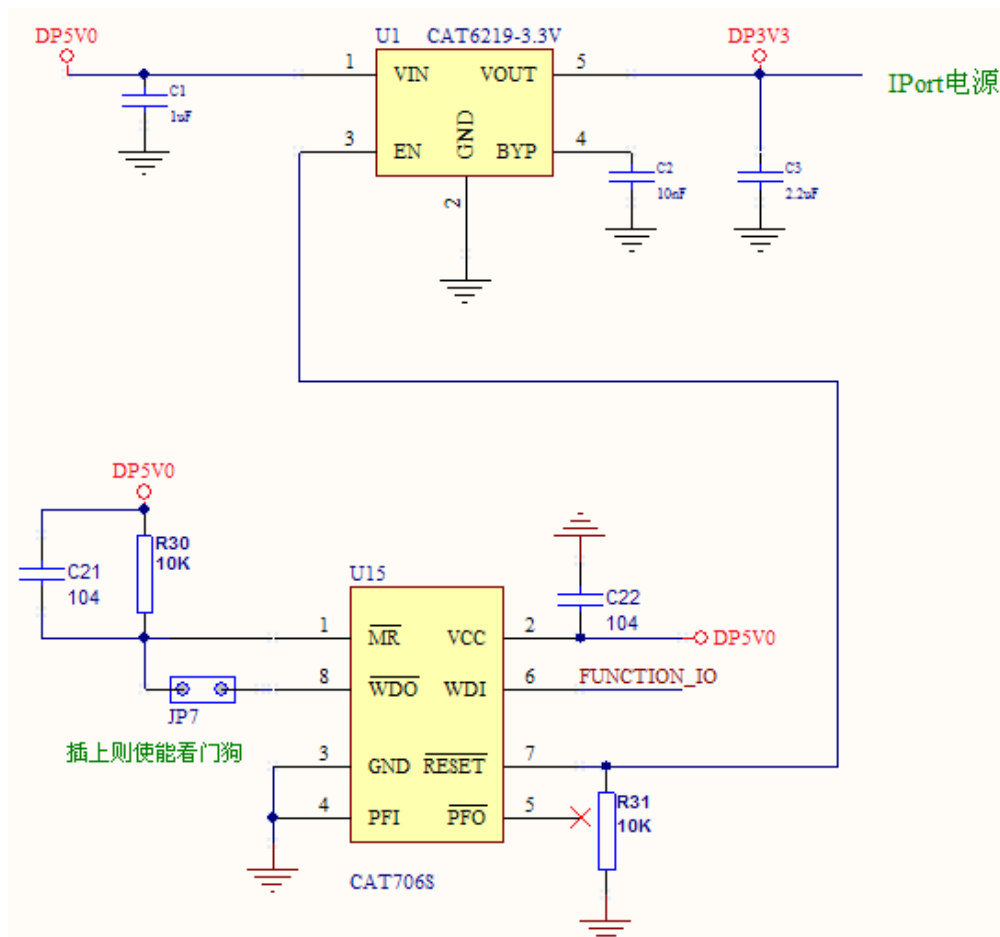 DP5V0
U1 CAT6219-3.3V
DP3V3
1 VIN VOUT 5
IPort电源
C1
1uF
3 EN GND BYP 4
C2
10nF
C3
2.2uF
2
DP5V0
R30
10K
C21
104
U15
C22
104
1 MR VCC 2
DP5V0
8 WDO WDI 6
FUNCTION_IO
JP7
插上则使能看门狗
3 GND RESET 7
4 PFI PFO 5
R31
10K
CAT706S